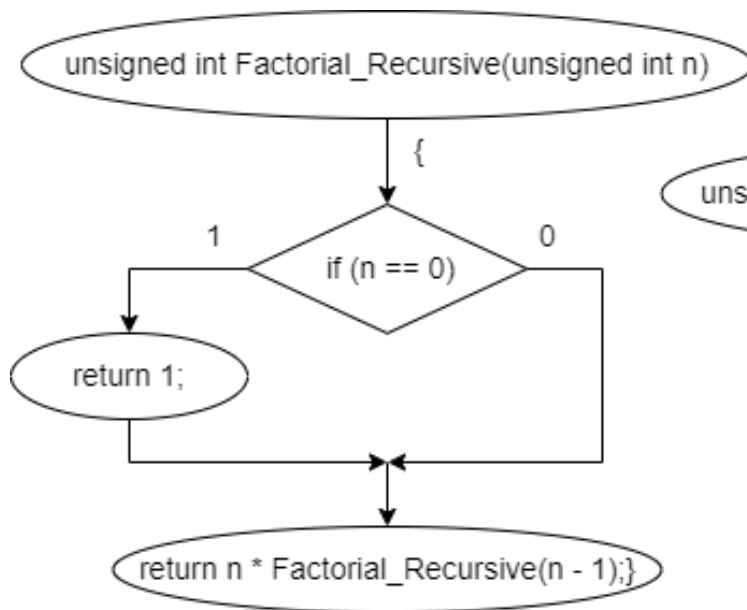 unsigned int Factorial_Recursive(unsigned int n)
{
uns
1
0
if (n == 0)
return 1;
return n * Factorial_Recursive(n - 1);}